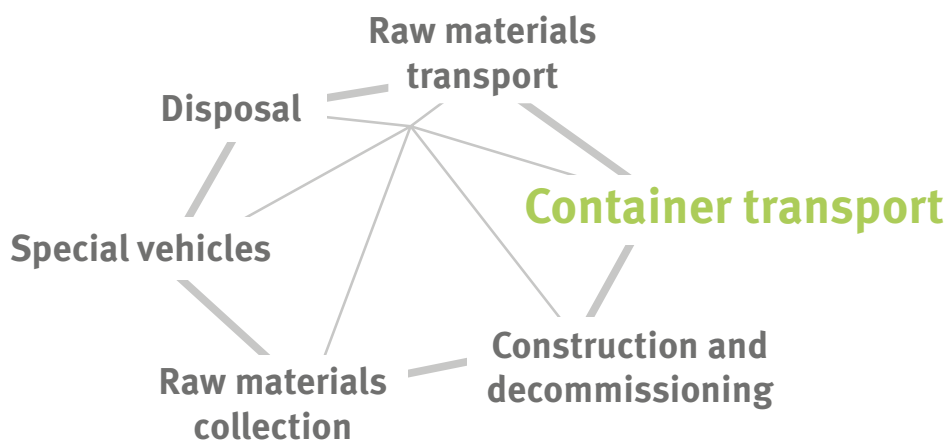 Raw materials
transport
Disposal
Container transport
Special vehicles
Construction and
decommissioning
Raw materials
collection